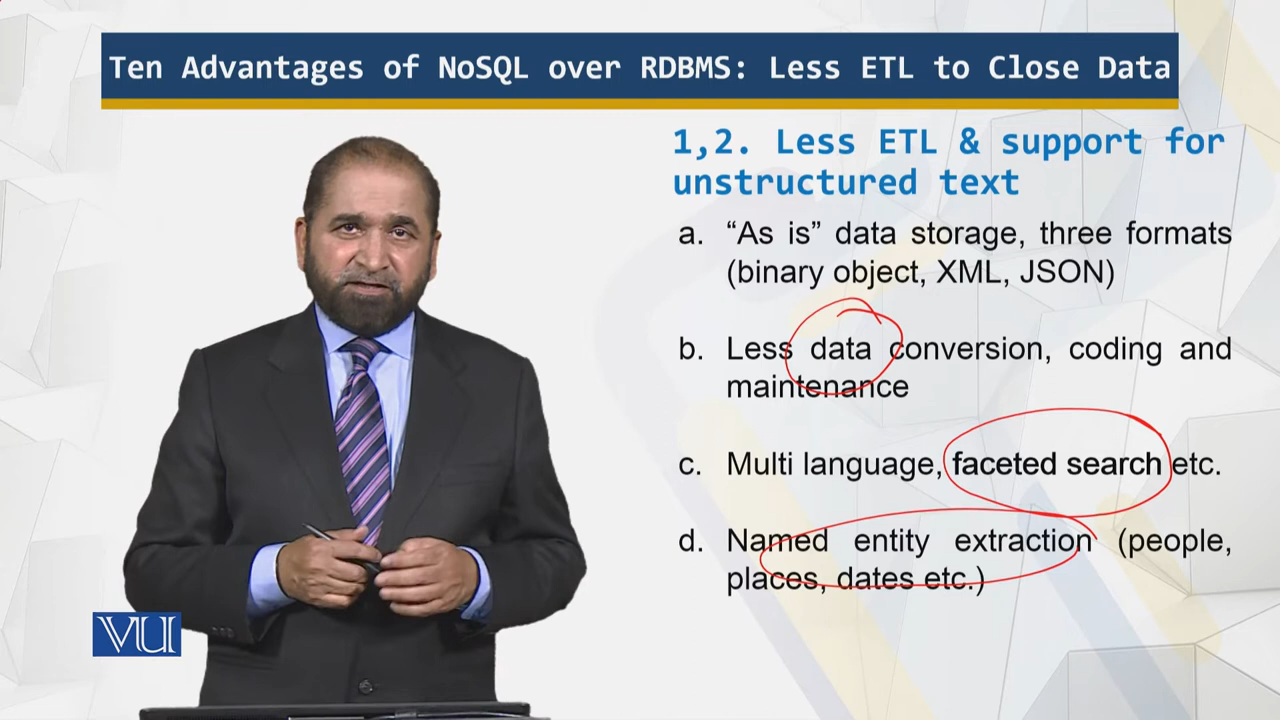 Ten Advantages of NoSQL over RDBMS: Less ETL to Close Data
1,2. Less ETL & support for
unstructured text
a. “As is” data storage, three formats
(binary object, XML, JSON)
b. Less data conversion, coding and
maintenance
c. Multi language, faceted search etc.
d. Named entity extraction (people,
places, dates etc.)
VU